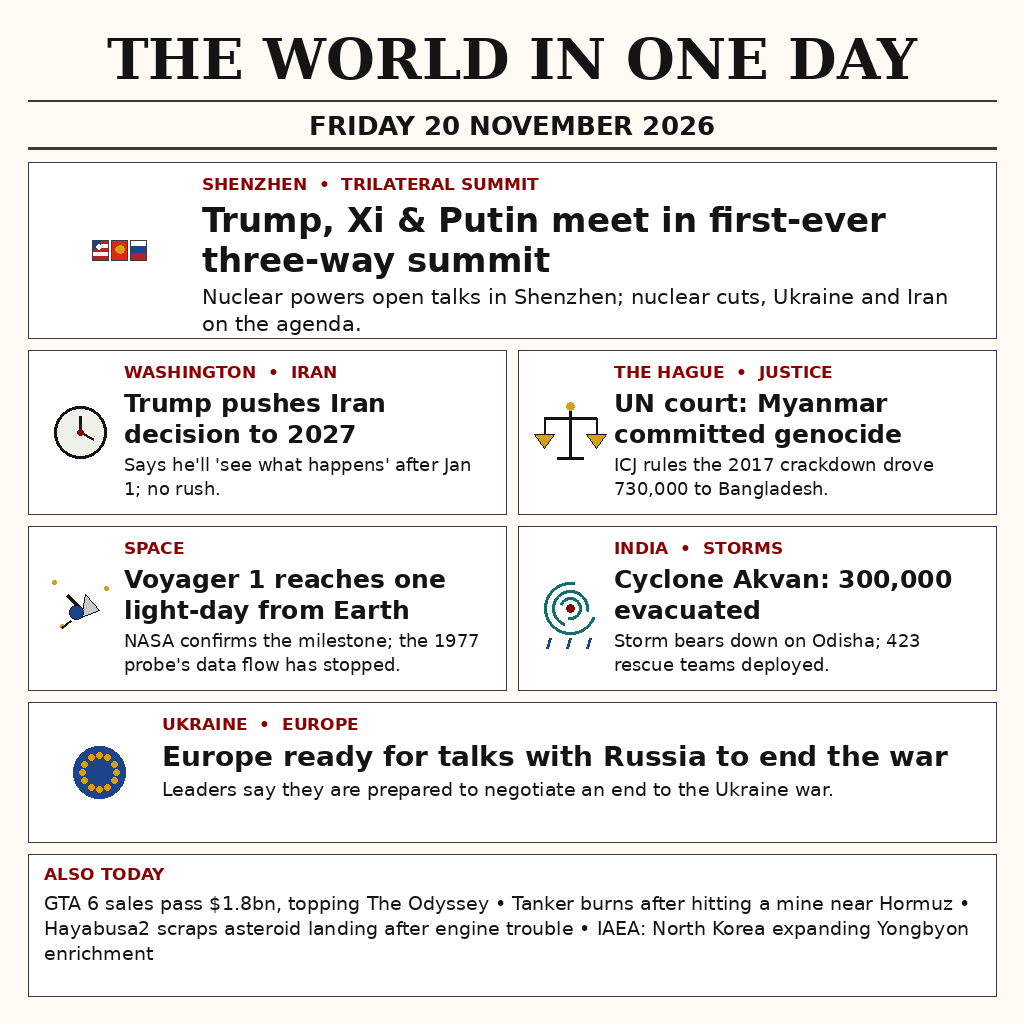 THE WORLD IN ONE DAY
FRIDAY 20 NOVEMBER 2026
SHENZHEN • TRILATERAL SUMMIT
Trump, Xi & Putin meet in first-ever
three-way summit
Nuclear powers open talks in Shenzhen; nuclear cuts, Ukraine and Iran
on the agenda.
WASHINGTON • IRAN
Trump pushes Iran
decision to 2027
Says he'll 'see what happens' after Jan
1; no rush.
THE HAGUE • JUSTICE
UN court: Myanmar
committed genocide
ICJ rules the 2017 crackdown drove
730,000 to Bangladesh.
SPACE
Voyager 1 reaches one
light-day from Earth
NASA confirms the milestone; the 1977
probe's data flow has stopped.
INDIA • STORMS
Cyclone Akvan: 300,000
evacuated
Storm bears down on Odisha; 423
rescue teams deployed.
UKRAINE • EUROPE
Europe ready for talks with Russia to end the war
Leaders say they are prepared to negotiate an end to the Ukraine war.
ALSO TODAY
GTA 6 sales pass $1.8bn, topping The Odyssey • Tanker burns after hitting a mine near Hormuz •
Hayabusa2 scraps asteroid landing after engine trouble • IAEA: North Korea expanding Yongbyon
enrichment